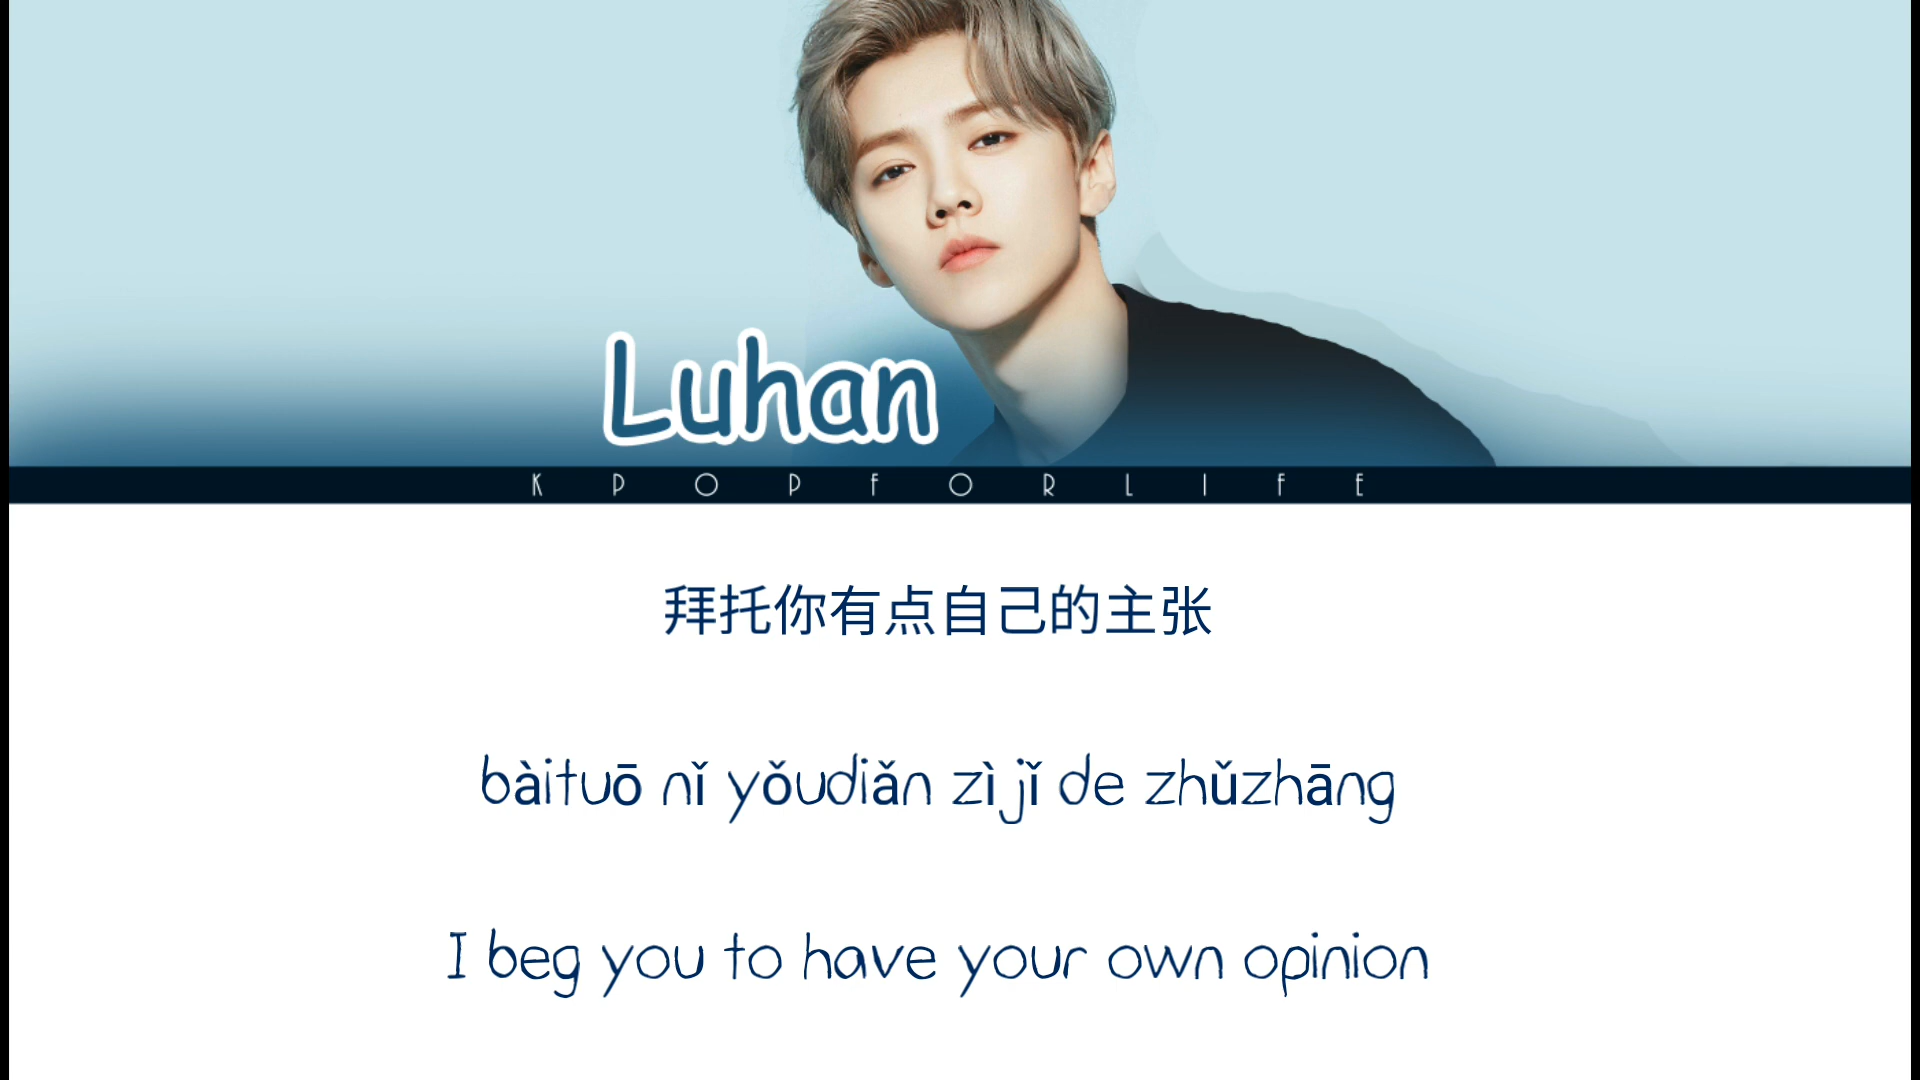 Luhan
KPOPFORLIFE
拜托你有点自己的主张
bàituō nǐ yǒudiǎn zìjǐ de zhǔzhāng
I beg you to have your own opinion